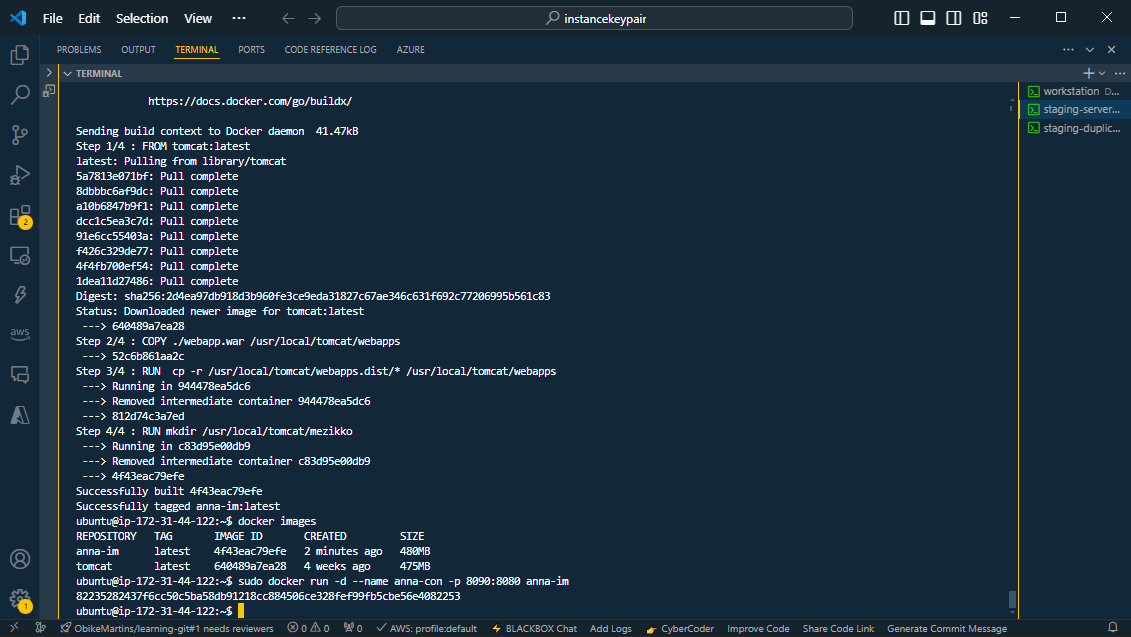 File Edit Selection View ··· instancekeypair
PROBLEMS OUTPUT TERMINAL PORTS CODE REFERENCE LOG AZURE
TERMINAL
https://docs.docker.com/go/buildx/
Sending build context to Docker daemon  41.47kB
Step 1/4 : FROM tomcat:latest
latest: Pulling from library/tomcat
5a7813e071bf: Pull complete
8dbbbc6af9dc: Pull complete
a10b6847b9f1: Pull complete
dcc1c5ea3c7d: Pull complete
91e6cc55403a: Pull complete
f426c329de77: Pull complete
4f4fb700ef54: Pull complete
1dea11d27486: Pull complete
Digest: sha256:2d4ea97db918d3b960fe3ce9eda31827c67ae346c631f692c77206995b561c83
Status: Downloaded newer image for tomcat:latest
---> 640489a7ea28
Step 2/4 : COPY ./webapp.war /usr/local/tomcat/webapps
---> 52c6b861aa2c
Step 3/4 : RUN  cp -r /usr/local/tomcat/webapps.dist/* /usr/local/tomcat/webapps
---> Running in 944478ea5dc6
---> Removed intermediate container 944478ea5dc6
---> 812d74c3a7ed
Step 4/4 : RUN mkdir /usr/local/tomcat/mezikko
---> Running in c83d95e00db9
---> Removed intermediate container c83d95e00db9
---> 4f43eac79efe
Successfully built 4f43eac79efe
Successfully tagged anna-im:latest
ubuntu@ip-172-31-44-122:~$ docker images
REPOSITORY   TAG       IMAGE ID       CREATED         SIZE
anna-im      latest    4f43eac79efe   2 minutes ago   480MB
tomcat       latest    640489a7ea28   4 weeks ago     475MB
ubuntu@ip-172-31-44-122:~$ sudo docker run -d --name anna-con -p 8090:8080 anna-im
82235282437f6cc50c5ba58db91218cc884506ce328fef99fb5cbe56e4082253
ubuntu@ip-172-31-44-122:~$
workstation D...
staging-server...
staging-duplic...
2
aws
1
ObikeMartins/learning-git#1 needs reviewers 0 0 0 AWS: profile:default BLACKBOX Chat Add Logs CyberCoder Improve Code Share Code Link Generate Commit Message